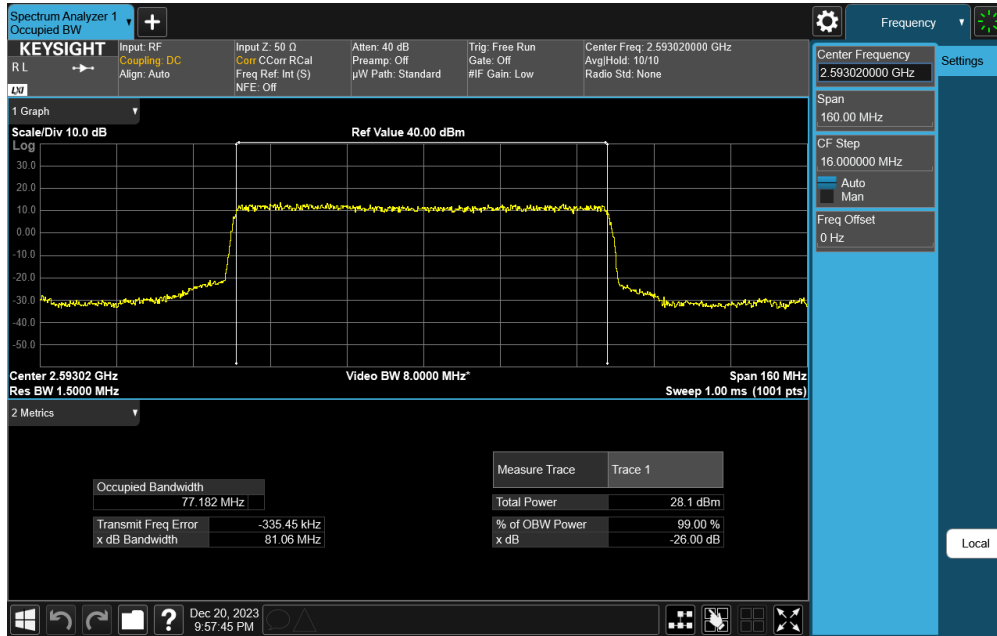 Spectrum Analyzer 1
Occupied BW
Frequency
KEYSIGHT
RL
LXI
Input: RF
Coupling: DC
Align: Auto
Input Z: 50 Ω
Corr CCorr RCal
Freq Ref: Int (S)
NFE: Off
Atten: 40 dB
Preamp: Off
µW Path: Standard
Trig: Free Run
Gate: Off
#IF Gain: Low
Center Freq: 2.593020000 GHz
Avg|Hold: 10/10
Radio Std: None
Center Frequency
2.593020000 GHz
Settings
Span
160.00 MHz
CF Step
16.000000 MHz
Auto
Man
Freq Offset
0 Hz
Local
1 Graph
Scale/Div 10.0 dB
Ref Value 40.00 dBm
Log
30.0
20.0
10.0
0.00
-10.0
-20.0
-30.0
-40.0
-50.0
Center 2.59302 GHz
Video BW 8.0000 MHz*
Span 160 MHz
Res BW 1.5000 MHz
Sweep 1.00 ms (1001 pts)
2 Metrics
Occupied Bandwidth
77.182 MHz
Transmit Freq Error -335.45 kHz
x dB Bandwidth 81.06 MHz
Measure Trace Trace 1
Total Power 28.1 dBm
% of OBW Power 99.00 %
x dB -26.00 dB
Dec 20, 2023
9:57:45 PM